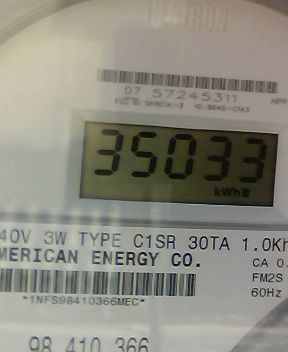 07 57245311
35033
kWh
40V 3W TYPE C1SR 30TA 1.0Kh
MERICAN ENERGY CO.
CA 0.
FM2S
60Hz
*1NFS98410366MEC*
98 410 366